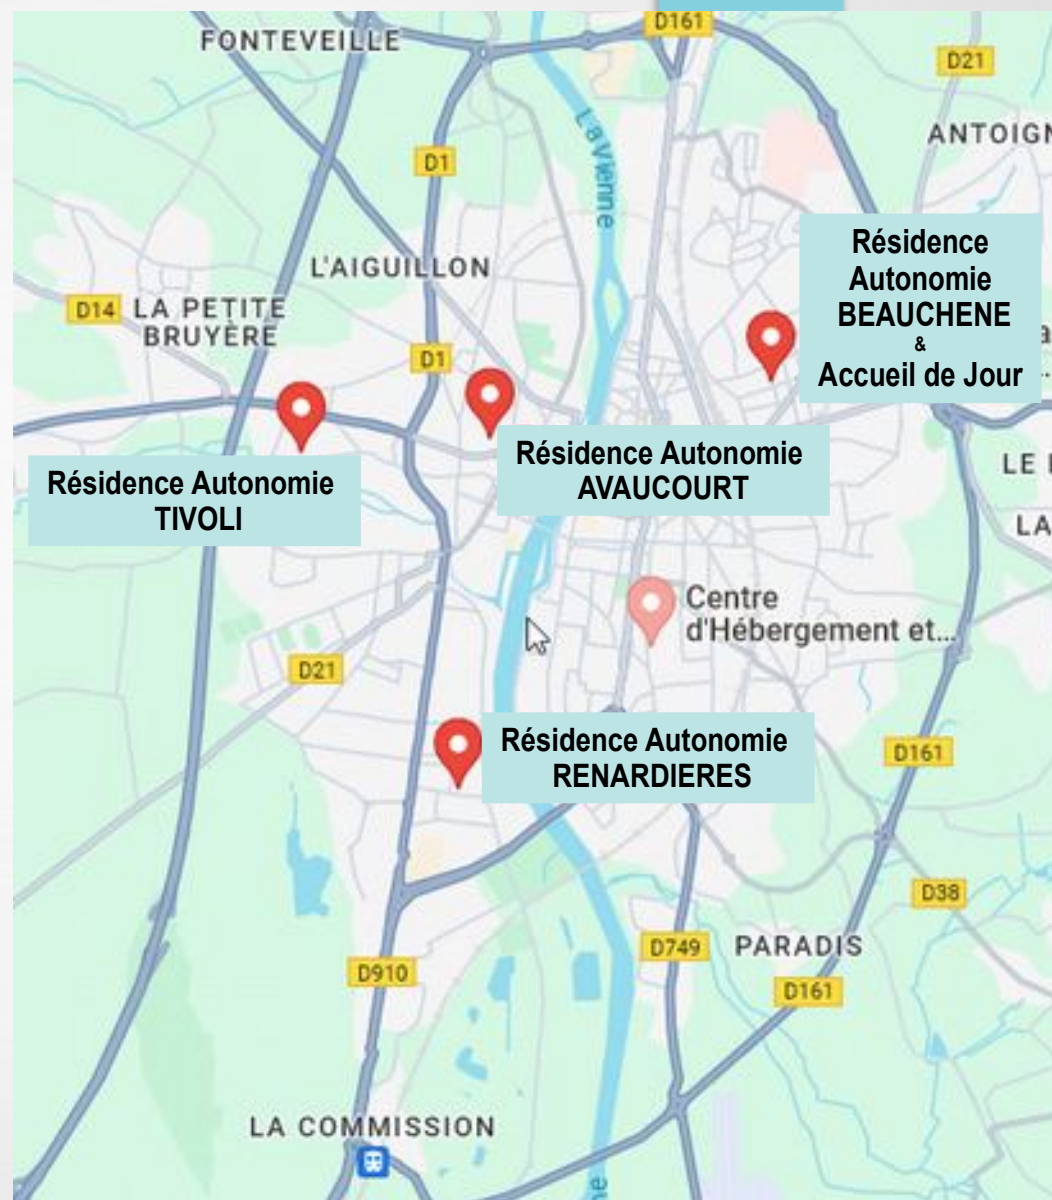 D161
FONTEVEILLE
D21
La Vienne
D1
L'AIGUILLON
D14
LA PETITE
BRUYÈRE
D1
Résidence
Autonomie
BEAUCHENE
&
Accueil de Jour
Résidence Autonomie
TIVOLI
Résidence Autonomie
AVAUCOURT
LE
LA
Centre
d'Hébergement et...
D21
Résidence Autonomie
RENARDIERES
D161
D38
D749
PARADIS
D910
D161
LA COMMISSION